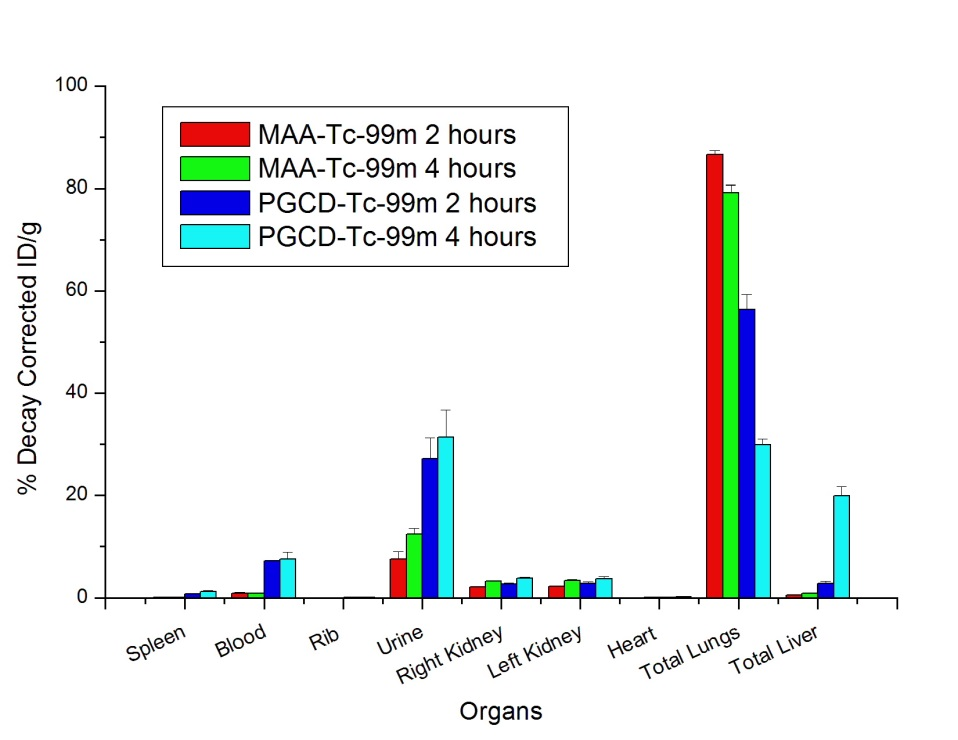 100
80
60
40
20
0
% Decay Corrected ID/g
MAA-Tc-99m 2 hours
MAA-Tc-99m 4 hours
PGCD-Tc-99m 2 hours
PGCD-Tc-99m 4 hours
Spleen
Blood
Rib
Urine
Right Kidney
Left Kidney
Heart
Total Lungs
Total Liver
Organs